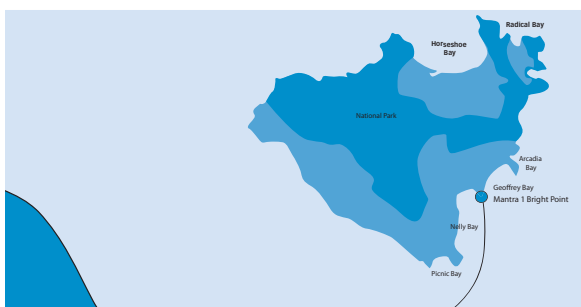 Radical Bay
Horseshoe
Bay
National Park
Arcadia
Bay
Geoffrey Bay
Mantra 1 Bright Point
Nelly Bay
Picnic Bay